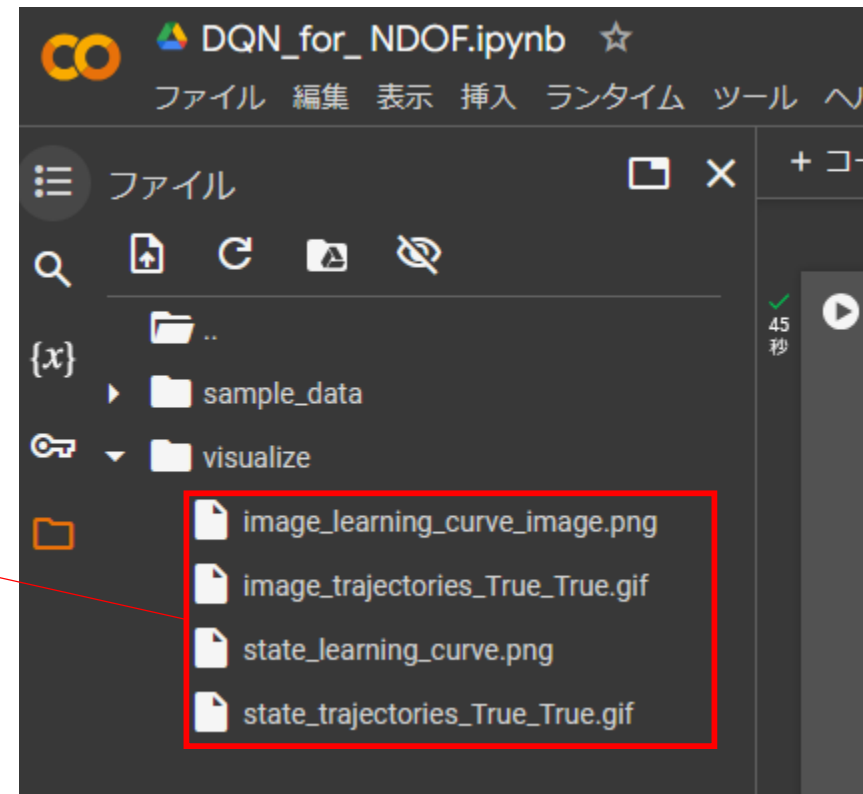 DQN_for_ NDOF.ipynb
ファイル 編集 表示 挿入 ランタイム ツール
ファイル
+ コー
..
45
秒
{x}
sample_data
visualize
image_learning_curve_image.png
image_trajectories_True_True.gif
state_learning_curve.png
state_trajectories_True_True.gif